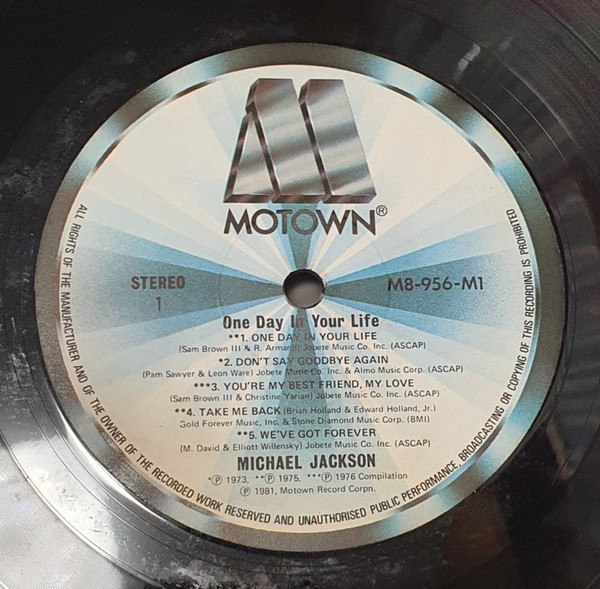 MOTOWN®
STEREO
1
M8-956-M1
One Day In Your Life
**1. ONE DAY IN YOUR LIFE
(Sam Brown III & R. Armand) Jobete Music Co. Inc. (ASCAP)
*2. DON'T SAY GOODBYE AGAIN
(Pam Sawyer & Leon Ware) Jobete Music Co. Inc. & Almo Music Corp. (ASCAP)
***3. YOU'RE MY BEST FRIEND, MY LOVE
(Sam Brown III & Christine Yarian) Jobete Music Co. Inc. (ASCAP)
**4. TAKE ME BACK (Brian Holland & Edward Holland, Jr.)
Gold Forever Music, Inc. & Stone Diamond Music Corp. (BMI)
**5. WE'VE GOT FOREVER
(M. David & Elliott Willensky) Jobete Music Co. Inc. (ASCAP)
MICHAEL JACKSON
*℗ 1973, **℗ 1975, ***℗ 1976 Compilation
℗ 1981, Motown Record Corpn.
ALL RIGHTS OF THE MANUFACTURER AND OF THE OWNER OF THE RECORDED WORK RESERVED AND UNAUTHORISED PUBLIC PERFORMANCE, BROADCASTING OR COPYING OF THIS RECORDING IS PROHIBITED